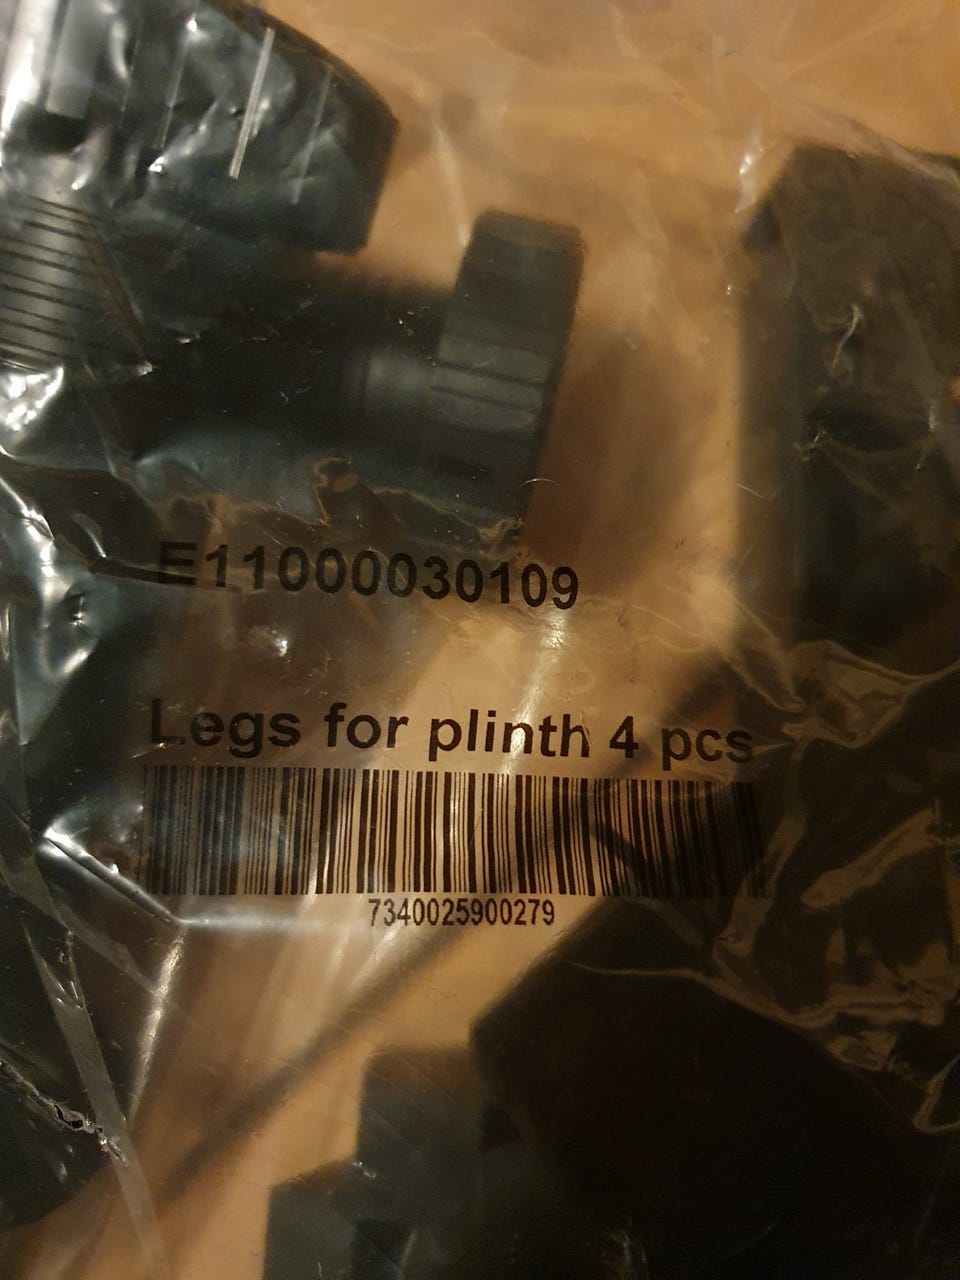 E11000030109
Legs for plinth 4 pcs
7340025900279